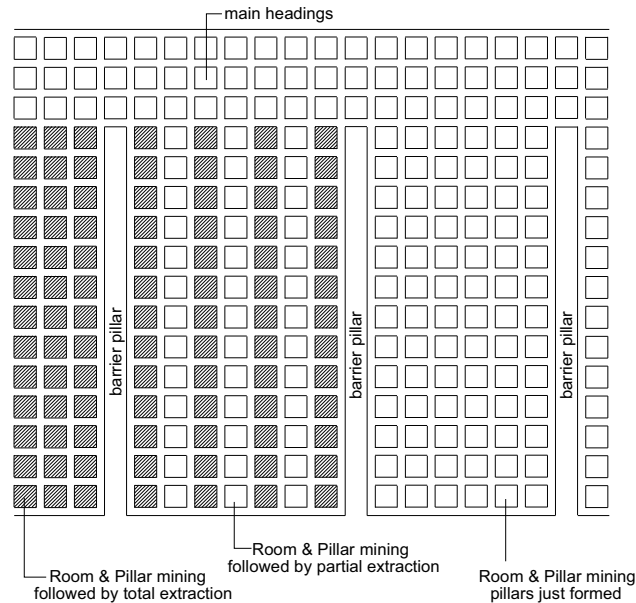 main headings
barrier pillar
barrier pillar
barrier pillar
Room & Pillar mining
followed by total extraction
Room & Pillar mining
followed by partial extraction
Room & Pillar mining
pillars just formed